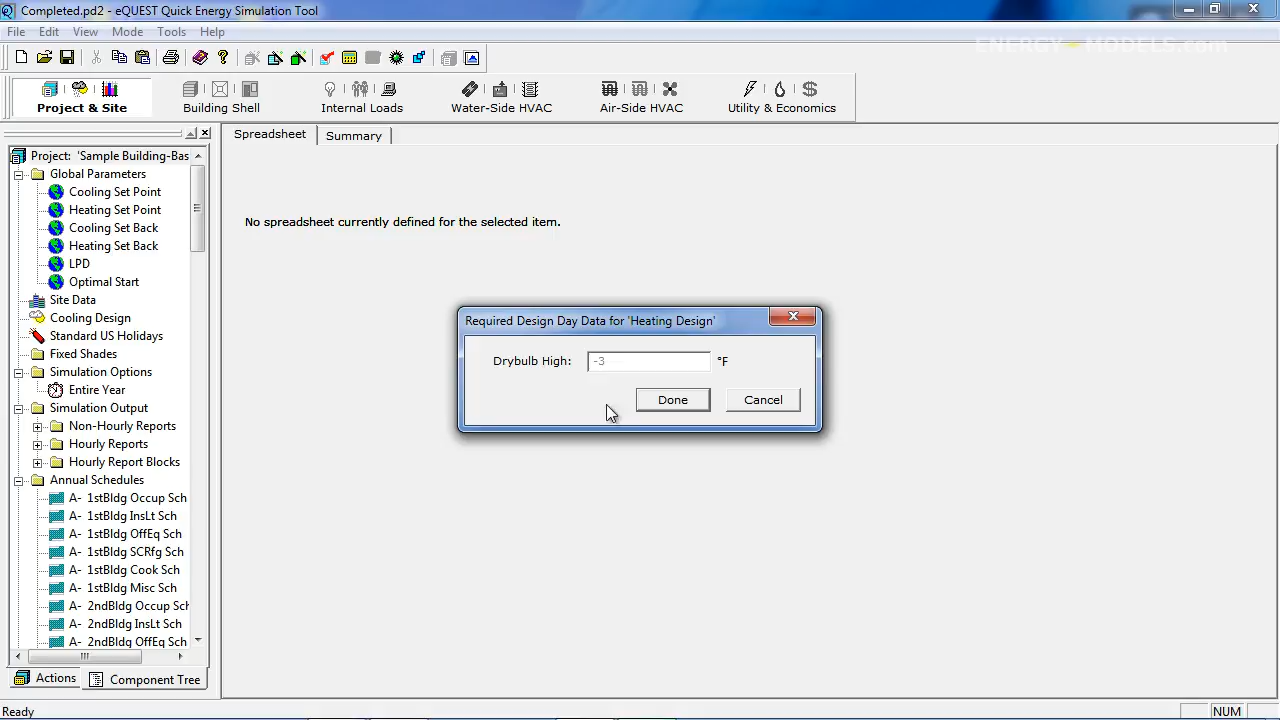 Completed.pd2 - eQUEST Quick Energy Simulation Tool
File Edit View Mode Tools Help
ENERGY-MODELS.com
Project & Site
Building Shell
Internal Loads
Water-Side HVAC
Air-Side HVAC
Utility & Economics
Spreadsheet
Summary
Project: 'Sample Building-Bas
Global Parameters
Cooling Set Point
Heating Set Point
Cooling Set Back
Heating Set Back
LPD
Optimal Start
Site Data
Cooling Design
Standard US Holidays
Fixed Shades
Simulation Options
Entire Year
Simulation Output
Non-Hourly Reports
Hourly Reports
Hourly Report Blocks
Annual Schedules
A- 1stBldg Occup Sch
A- 1stBldg InsLt Sch
A- 1stBldg OffEq Sch
A- 1stBldg SCRfg Sch
A- 1stBldg Cook Sch
A- 1stBldg Misc Sch
A- 2ndBldg Occup Sch
A- 2ndBldg InsLt Sch
A- 2ndBldg OffEq Sch
Actions
Component Tree
No spreadsheet currently defined for the selected item.
Required Design Day Data for 'Heating Design'
Drybulb High: -3 °F
Done
Cancel
Ready
NUM